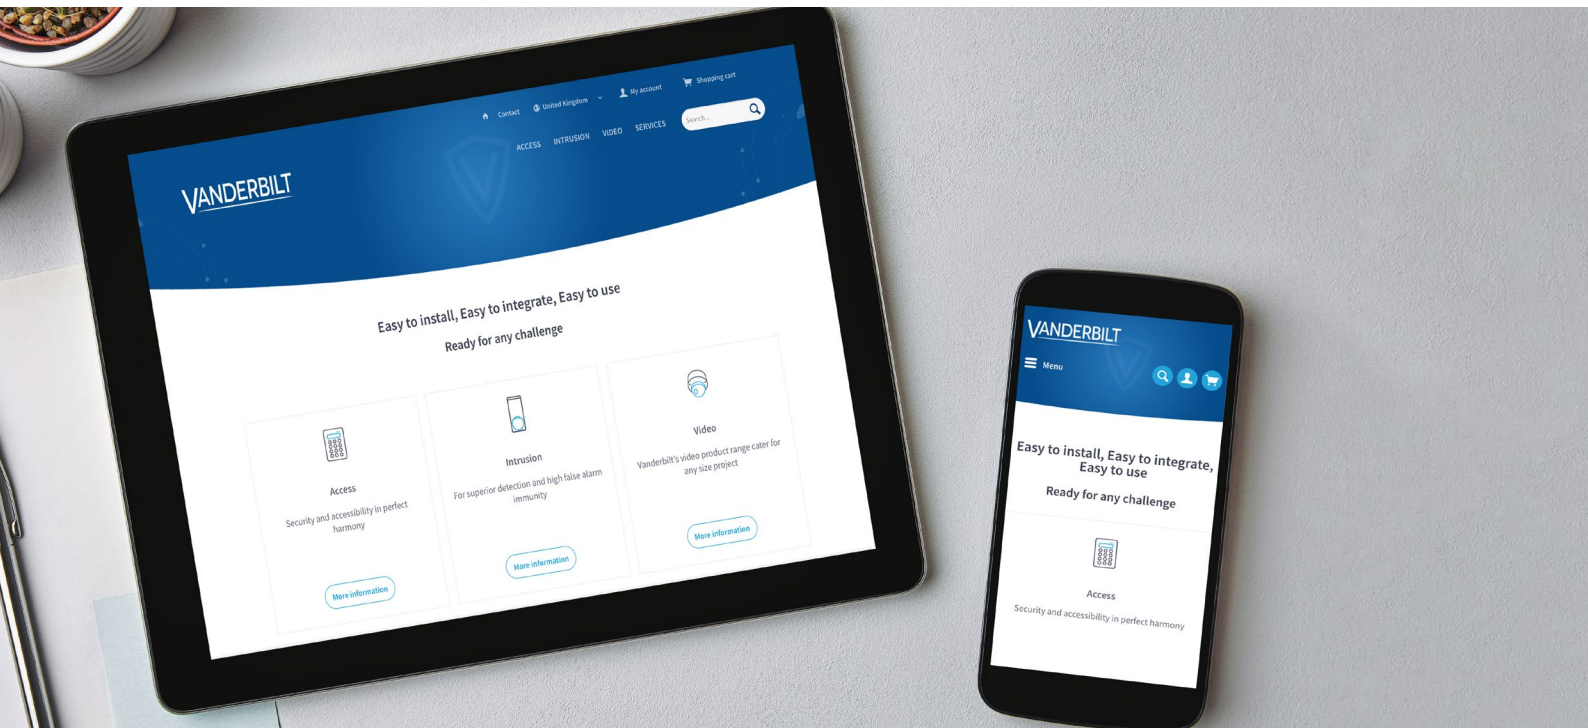 Contact
United Kingdom
My account
Shopping cart
ACCESS INTRUSION VIDEO SERVICES
Search...
VANDERBILT
Easy to install, Easy to integrate, Easy to use
Ready for any challenge
Access
Security and accessibility in perfect
harmony
More information
Intrusion
For superior detection and high false alarm
immunity
More information
Video
Vanderbilt's video product range cater for
any size project
More information
VANDERBILT
Menu
Easy to install, Easy to integrate,
Easy to use
Ready for any challenge
Access
Security and accessibility in perfect harmony